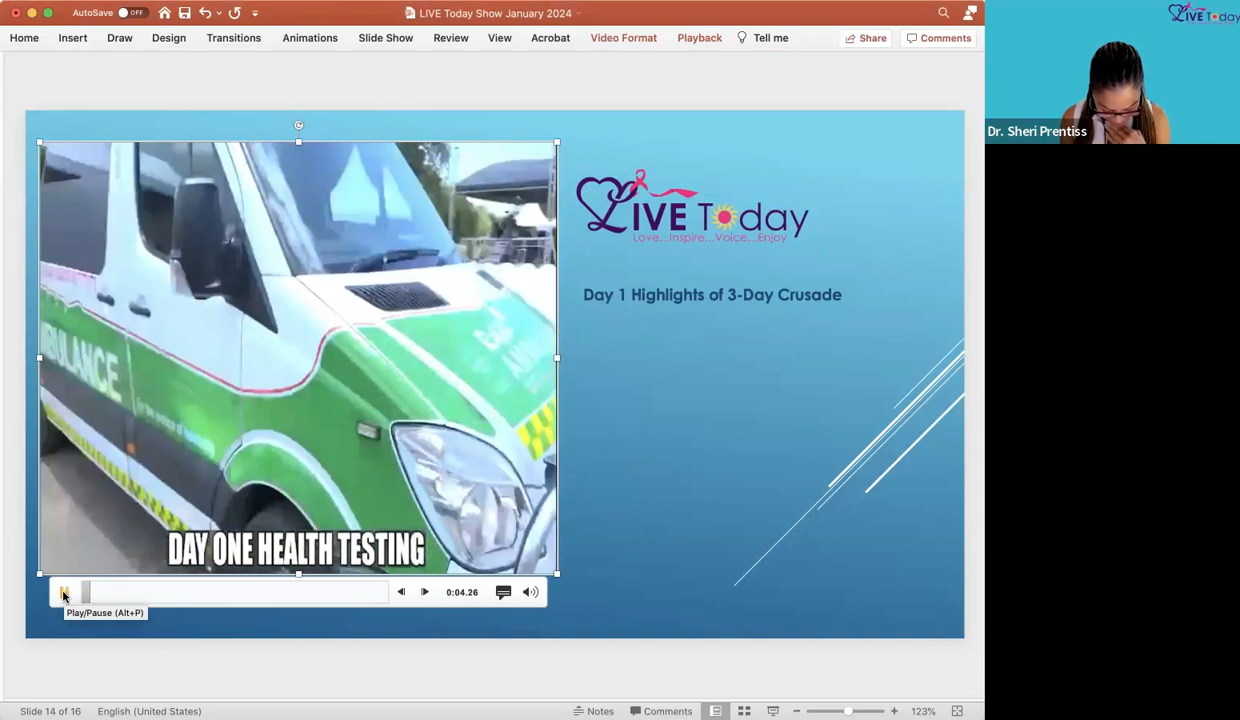 AutoSave OFF
LIVE Today Show January 2024
Home Insert Draw Design Transitions Animations Slide Show Review View Acrobat Video Format Playback Tell me Share Comments
LIVE Today
Dr. Sheri Prentiss
LIVE Today
Love...Inspire...Voice...Enjoy
Day 1 Highlights of 3-Day Crusade
DAY ONE HEALTH TESTING
0:04.26
Play/Pause (Alt+P)
Slide 14 of 16 English (United States) Notes Comments 123%